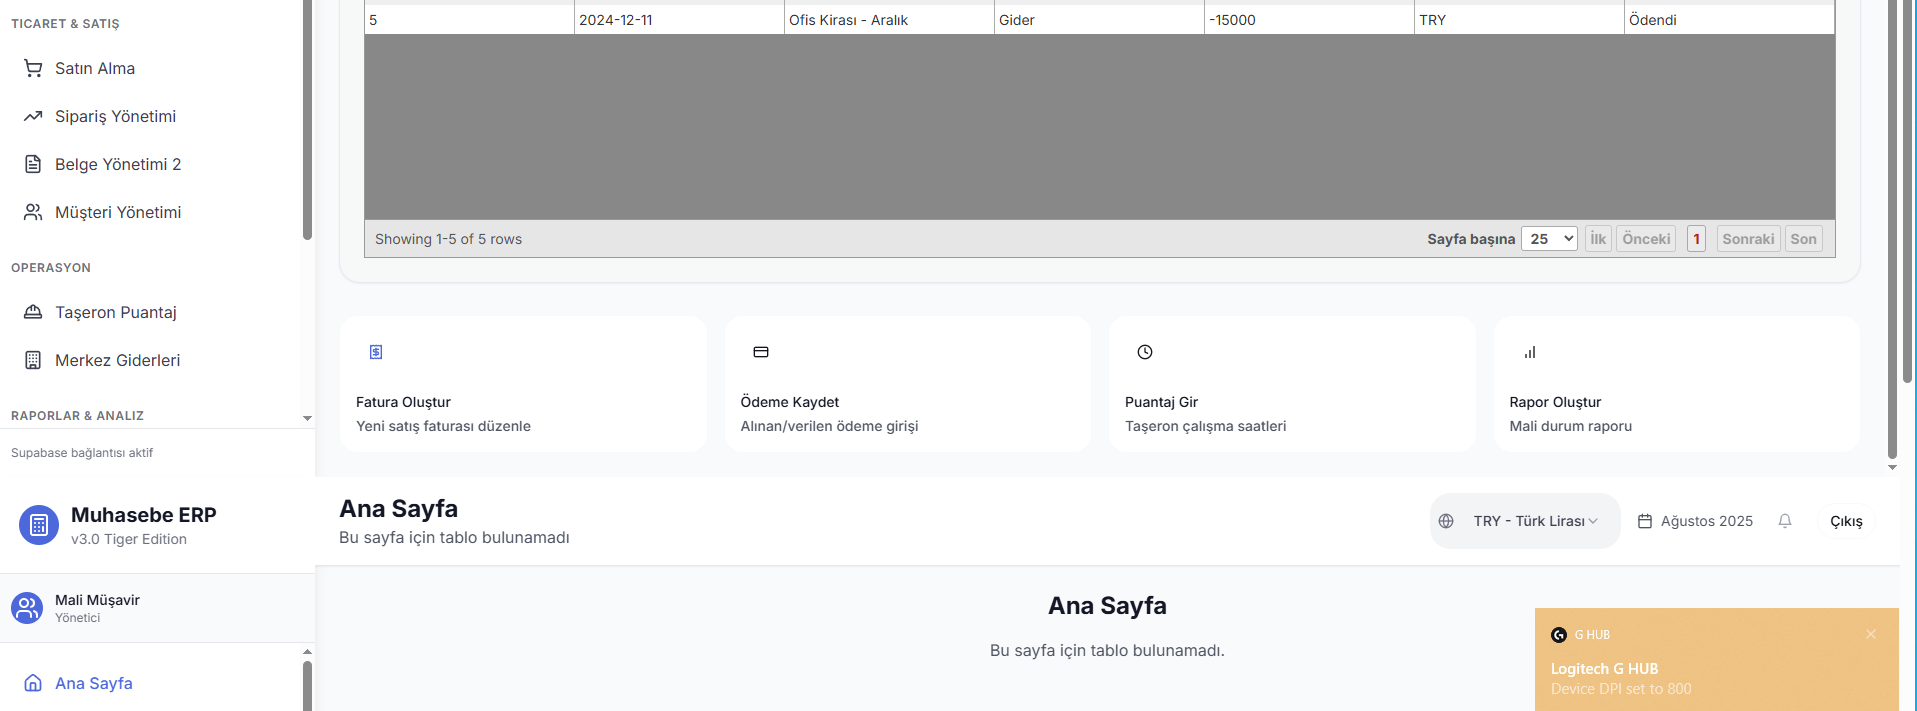 TICARET & SATIŞ
Satın Alma
Sipariş Yönetimi
Belge Yönetimi 2
Müşteri Yönetimi
OPERASYON
Taşeron Puantaj
Merkez Giderleri
RAPORLAR & ANALIZ
Supabase bağlantısı aktif
5 2024-12-11 Ofis Kirası - Aralık Gider -15000 TRY Ödendi
Showing 1-5 of 5 rows Sayfa başına 25 İlk Önceki 1 Sonraki Son
Fatura Oluştur
Yeni satış faturası düzenle
Ödeme Kaydet
Alınan/verilen ödeme girişi
Puantaj Gir
Taşeron çalışma saatleri
Rapor Oluştur
Mali durum raporu
Muhasebe ERP
v3.0 Tiger Edition
Mali Müşavir
Yönetici
Ana Sayfa
Ana Sayfa
Bu sayfa için tablo bulunamadı
TRY - Türk Lirası Ağustos 2025 Çıkış
Ana Sayfa
Bu sayfa için tablo bulunamadı.
G HUB
Logitech G HUB
Device DPI set to 800